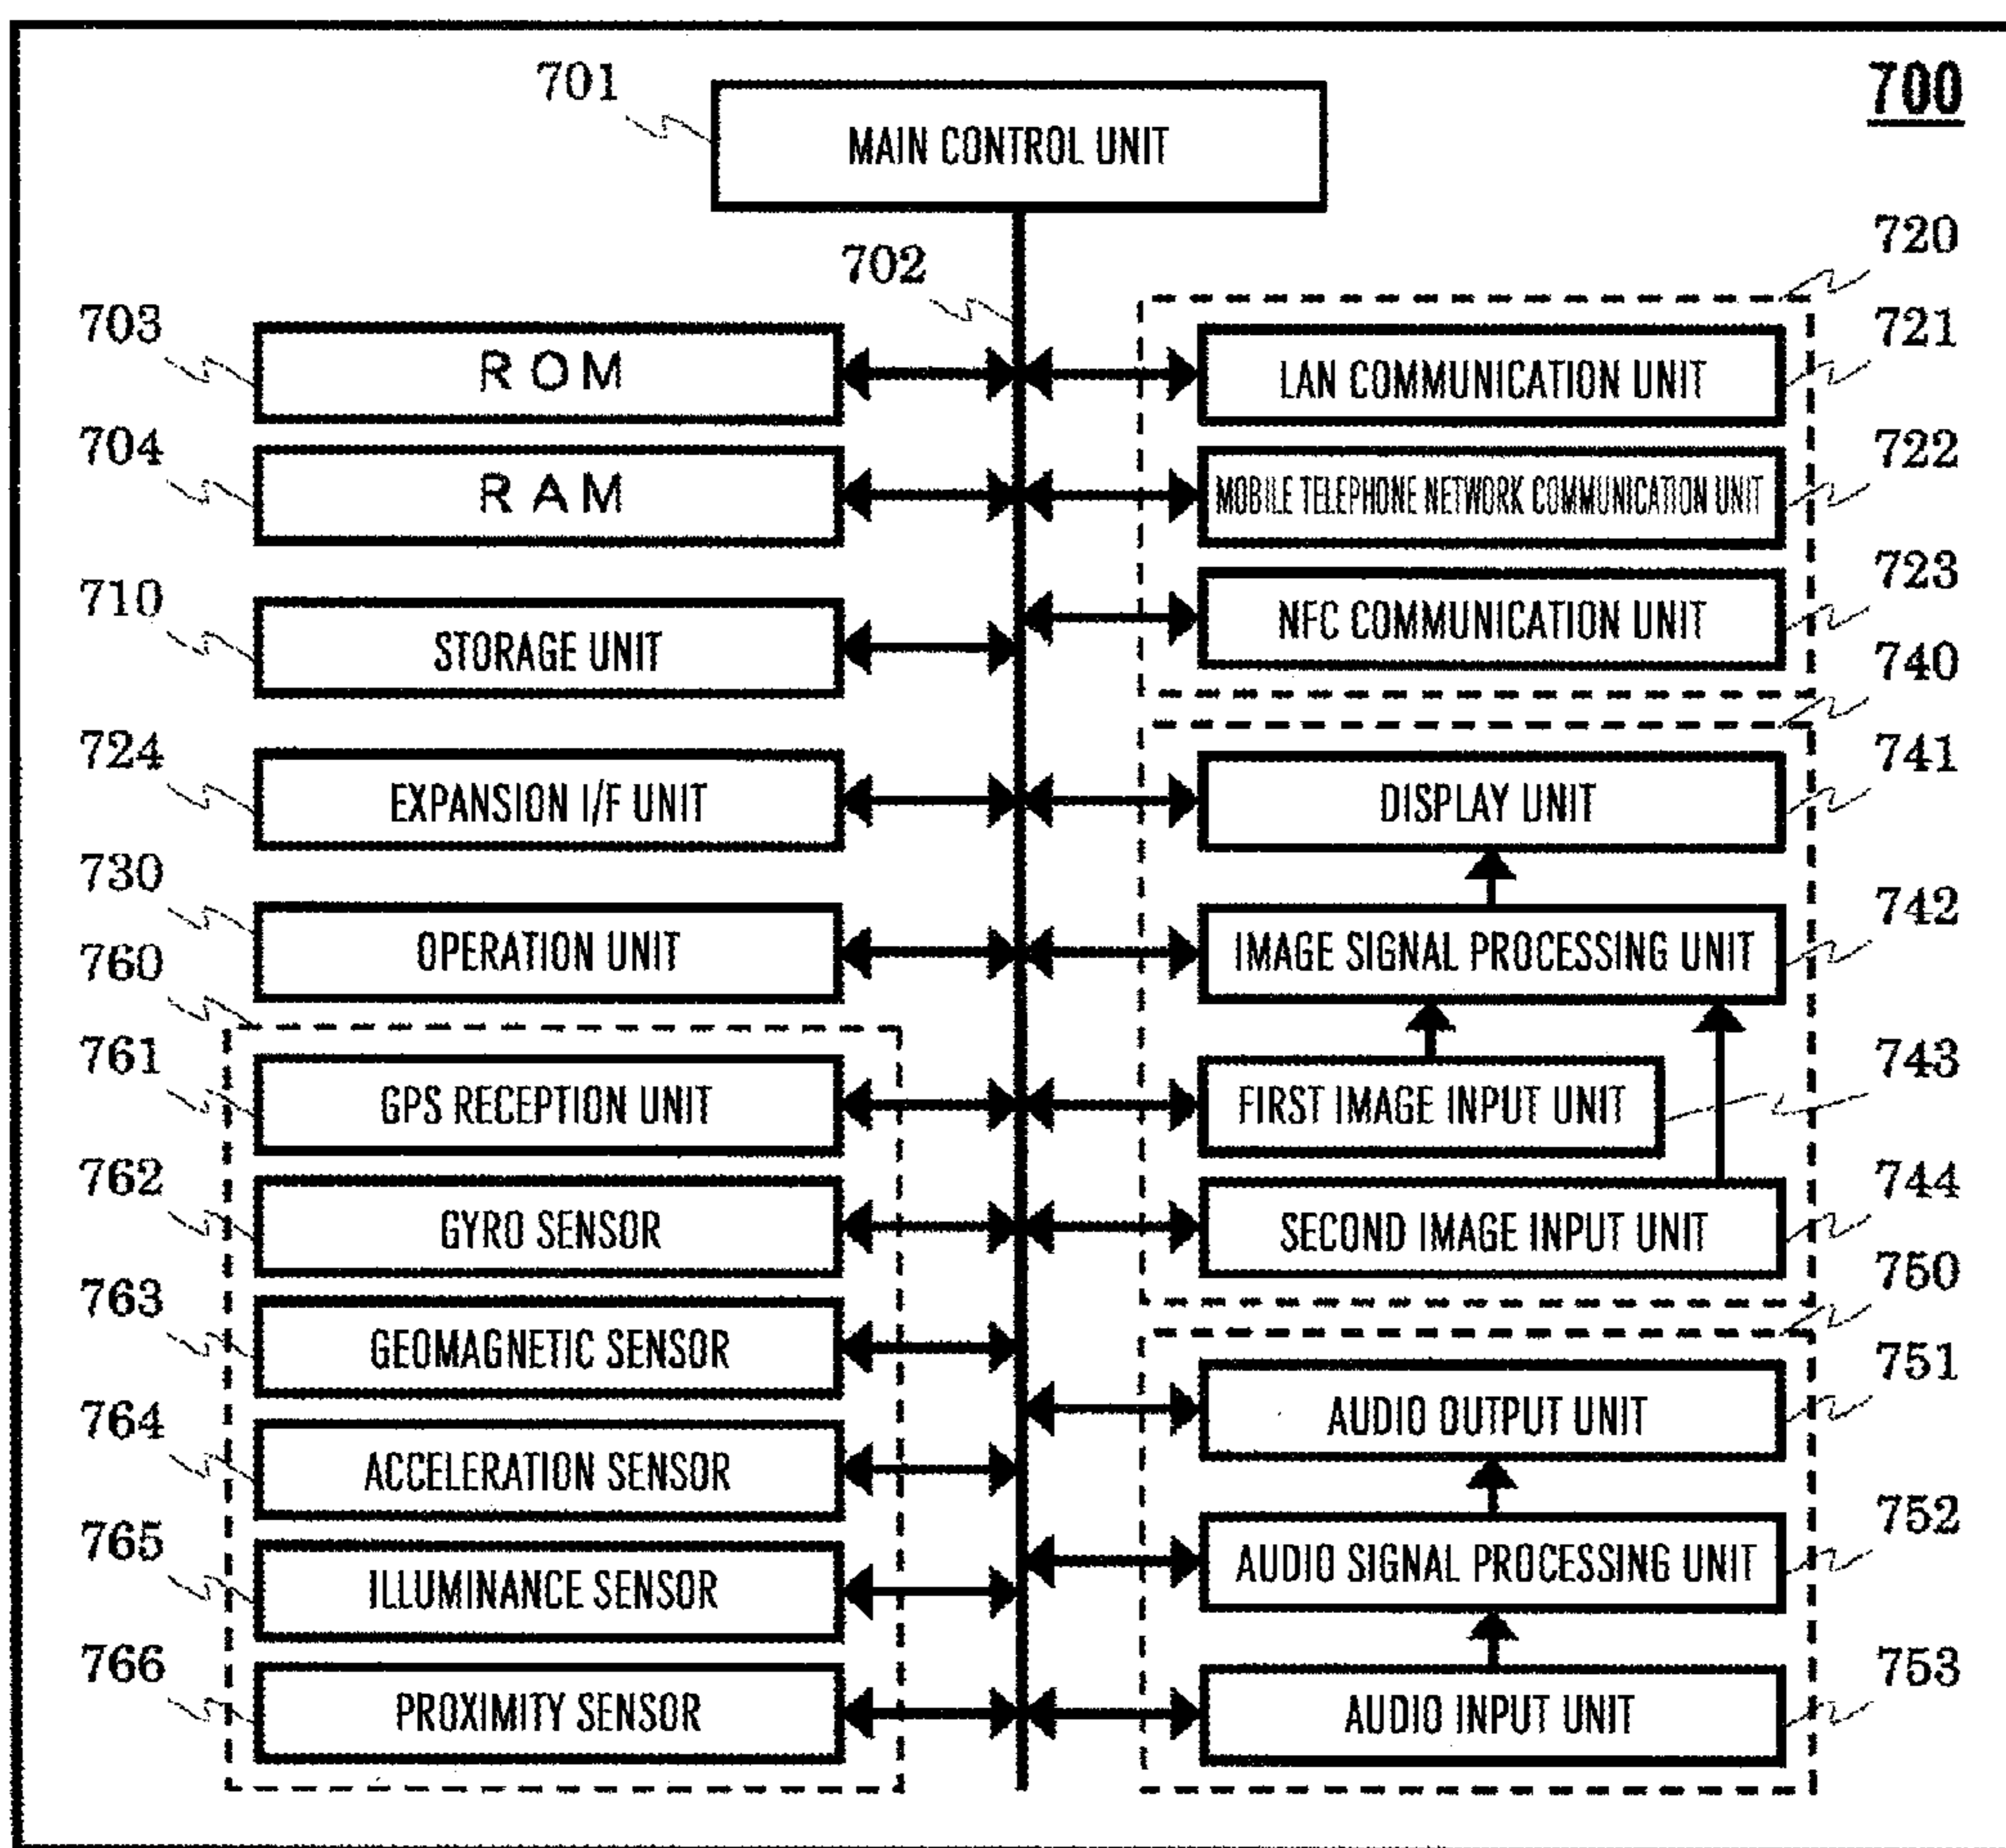 700
701
MAIN CONTROL UNIT
702
703
ROM
704
RAM
710
STORAGE UNIT
724
EXPANSION I/F UNIT
730
OPERATION UNIT
760
761
GPS RECEPTION UNIT
762
GYRO SENSOR
763
GEOMAGNETIC SENSOR
764
ACCELERATION SENSOR
765
ILLUMINANCE SENSOR
766
PROXIMITY SENSOR
720
721
LAN COMMUNICATION UNIT
722
MOBILE TELEPHONE NETWORK COMMUNICATION UNIT
723
NFC COMMUNICATION UNIT
740
741
DISPLAY UNIT
742
IMAGE SIGNAL PROCESSING UNIT
743
FIRST IMAGE INPUT UNIT
744
SECOND IMAGE INPUT UNIT
750
751
AUDIO OUTPUT UNIT
752
AUDIO SIGNAL PROCESSING UNIT
753
AUDIO INPUT UNIT